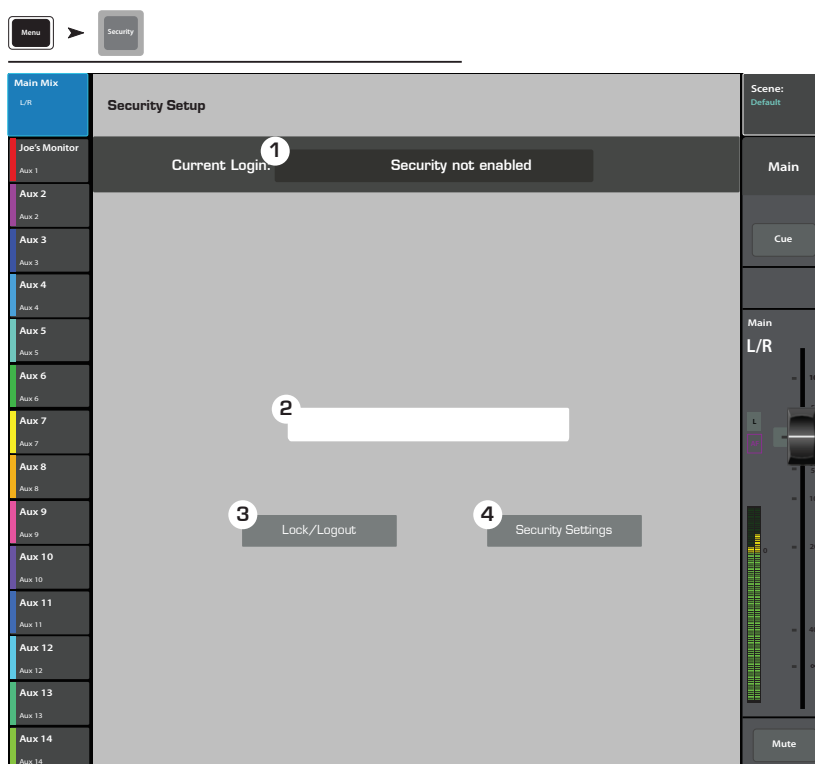 Menu
Security
Main Mix
L/R
Security Setup
Scene:
Default
1
Current Login:
Security not enabled
Main
Joe's Monitor
Aux 1
Aux 2
Aux 2
Cue
Aux 3
Aux 3
Aux 4
Aux 4
Main
L/R
Aux 5
Aux 5
Aux 6
Aux 6
2
Aux 7
Aux 7
L
Aux 8
Aux 8
3
Lock/Logout
4
Security Settings
Aux 9
Aux 9
0
Aux 10
Aux 10
Aux 11
Aux 11
Aux 12
Aux 12
Aux 13
Aux 13
Aux 14
Aux 14
Mute